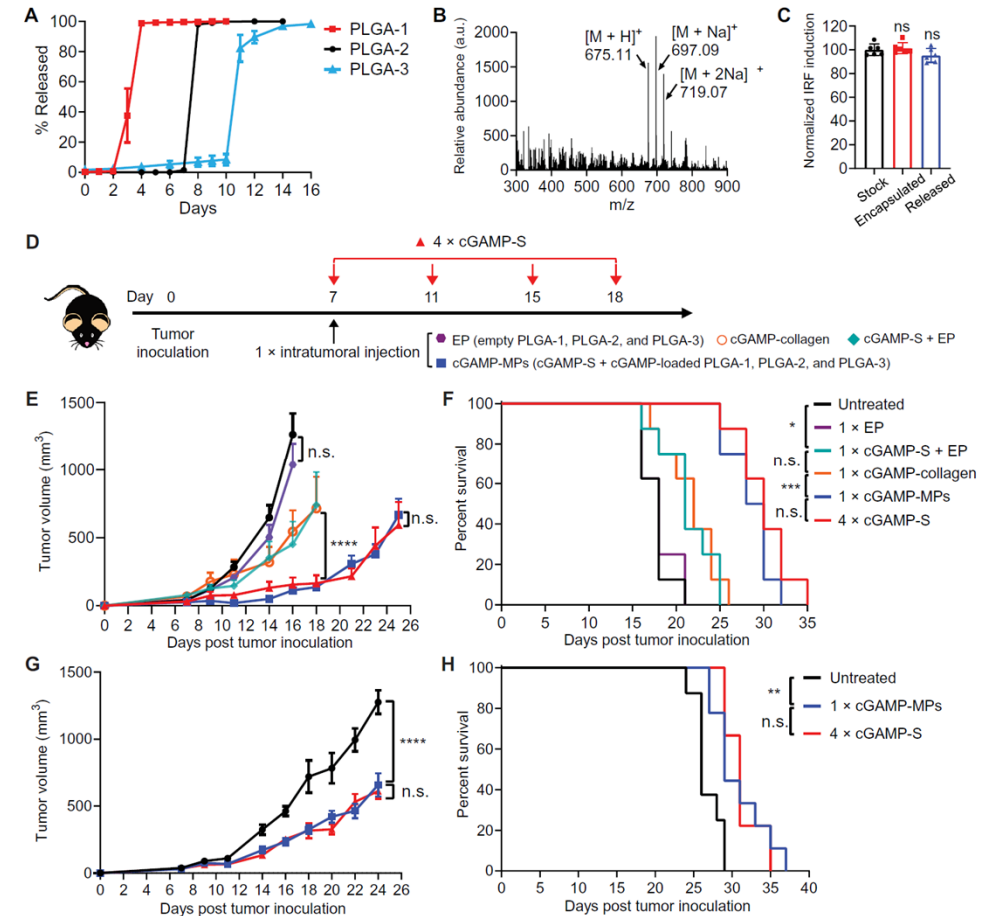 A
% Released
100
80
60
40
20
0
0 2 4 6 8 10 12 14 16
Days
PLGA-1
PLGA-2
PLGA-3
B
Relative abundance (a.u.)
2000
1500
1000
500
0
300 400 500 600 700 800 900
m/z
[M + H]+
675.11
[M + Na]+
697.09
[M + 2Na] +
719.07
C
Normalized IRF induction
120
100
80
60
40
20
0
ns
ns
Stock
Encapsulated
Released
D
4 × cGAMP-S
Day 0 7 11 15 18
Tumor
inoculation
1 × intratumoral injection
EP (empty PLGA-1, PLGA-2, and PLGA-3) cGAMP-collagen cGAMP-S + EP
cGAMP-MPs (cGAMP-S + cGAMP-loaded PLGA-1, PLGA-2, and PLGA-3)
E
Tumor volume (mm3)
1500
1000
500
0
0 2 4 6 8 10 12 14 16 18 20 22 24 26
Days post tumor inoculation
n.s.
****
n.s.
F
Percent survival
100
80
60
40
20
0
0 5 10 15 20 25 30 35
Days post tumor inoculation
Untreated
1 × EP
1 × cGAMP-S + EP
1 × cGAMP-collagen
1 × cGAMP-MPs
4 × cGAMP-S
*
n.s.
***
n.s.
G
Tumor volume (mm3)
1500
1000
500
0
0 2 4 6 8 10 12 14 16 18 20 22 24 26
Days post tumor inoculation
****
n.s.
H
Percent survival
100
80
60
40
20
0
0 5 10 15 20 25 30 35 40
Days post tumor inoculation
Untreated
1 × cGAMP-MPs
4 × cGAMP-S
**
n.s.